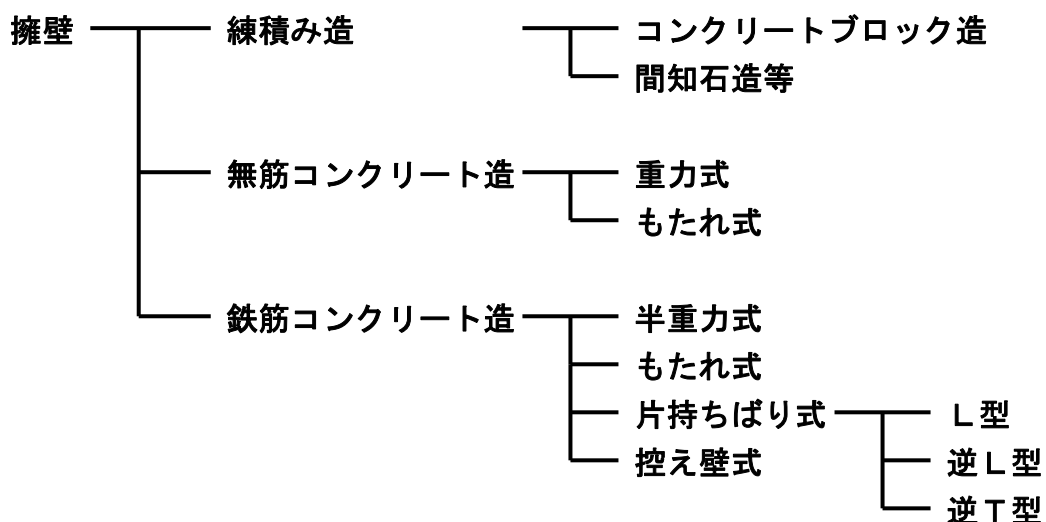 擁壁 練積み造 コンクリートブロック造
間知石造等
無筋コンクリート造 重力式
もたれ式
鉄筋コンクリート造 半重力式
もたれ式
片持ちばり式 L型
控え壁式 逆L型
逆T型